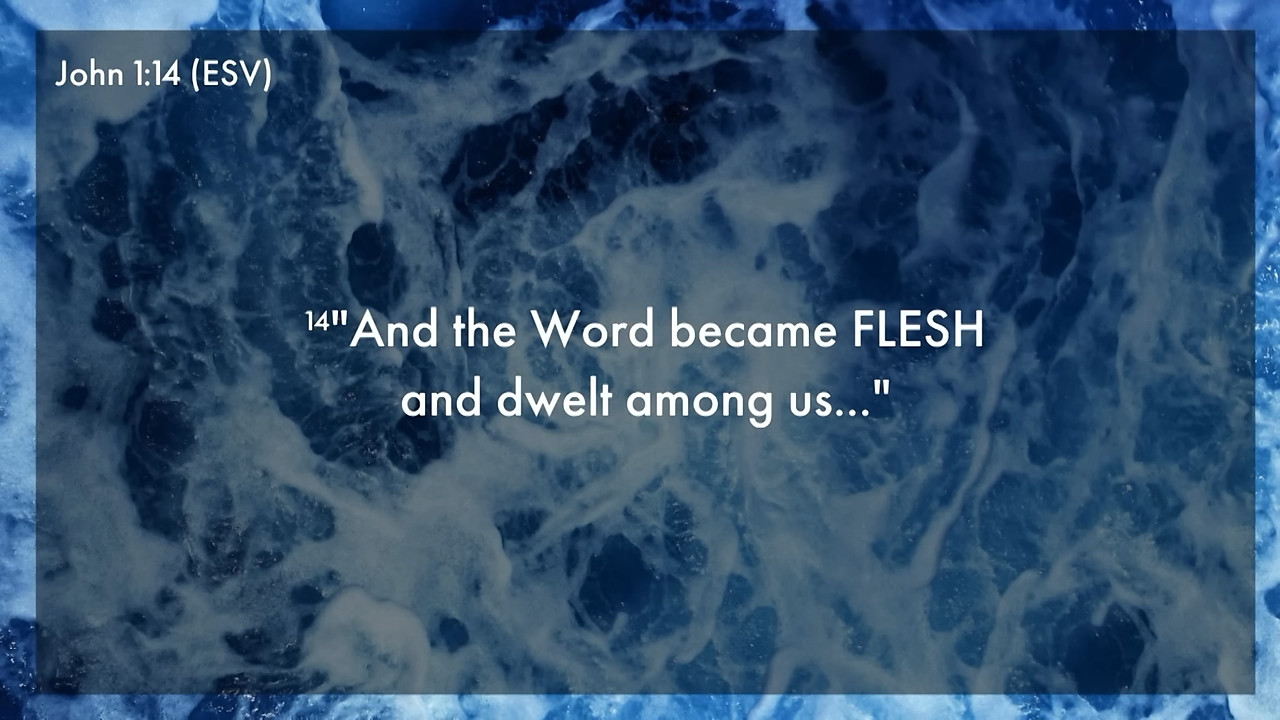 John 1:14 (ESV)
14"And the Word became FLESH
and dwelt among us..."